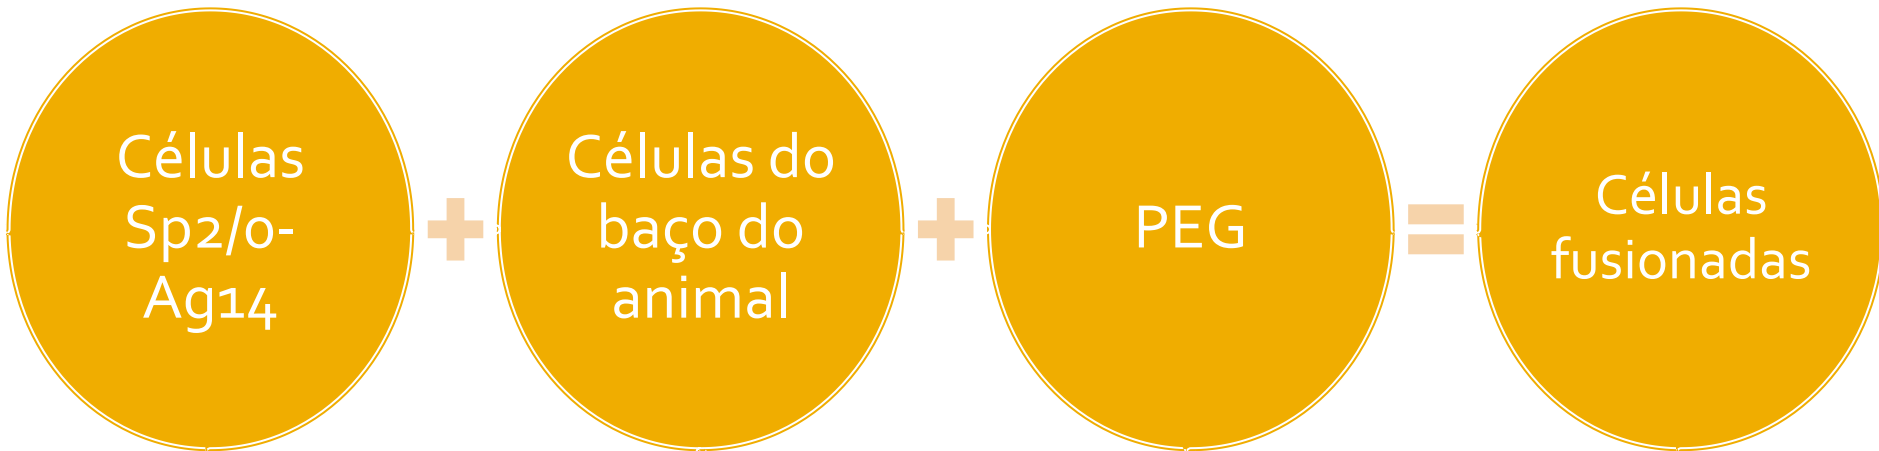 Células
Sp2/0-
Ag14
Células do
baço do
animal
PEG
Células
fusionadas